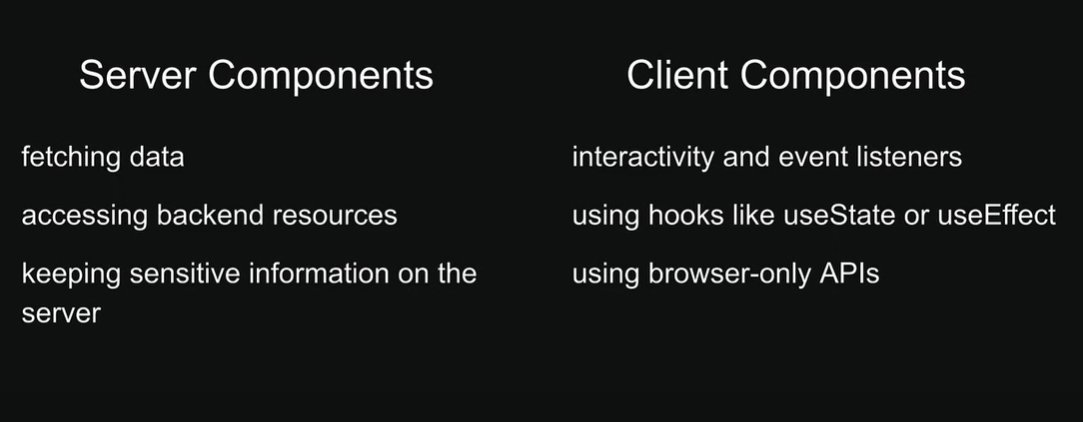 Server Components
fetching data
accessing backend resources
keeping sensitive information on the
server
Client Components
interactivity and event listeners
using hooks like useState or useEffect
using browser-only APIs